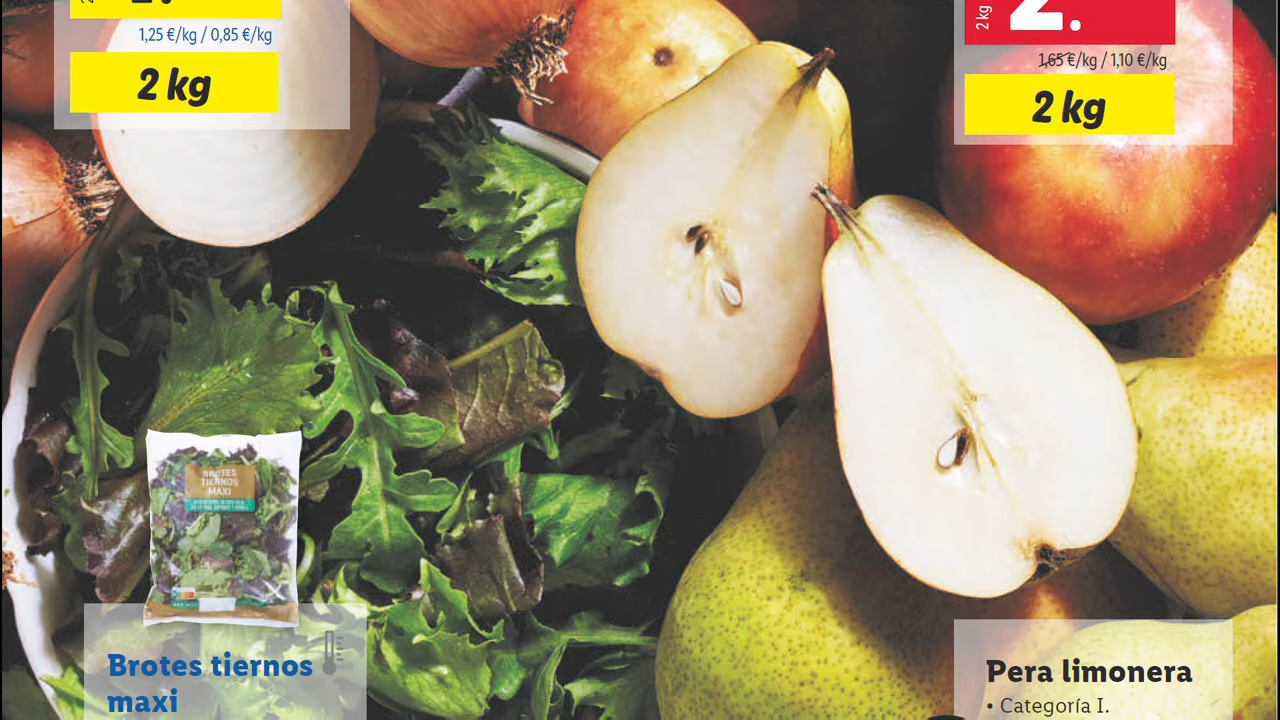 1,25 €/kg / 0,85 €/kg
2 kg
2 kg
2.
1,65 €/kg / 1,10 €/kg
2 kg
BROTES
TIERNOS
MAXI
Brotes tiernos
maxi
Pera limonera
• Categoría I.